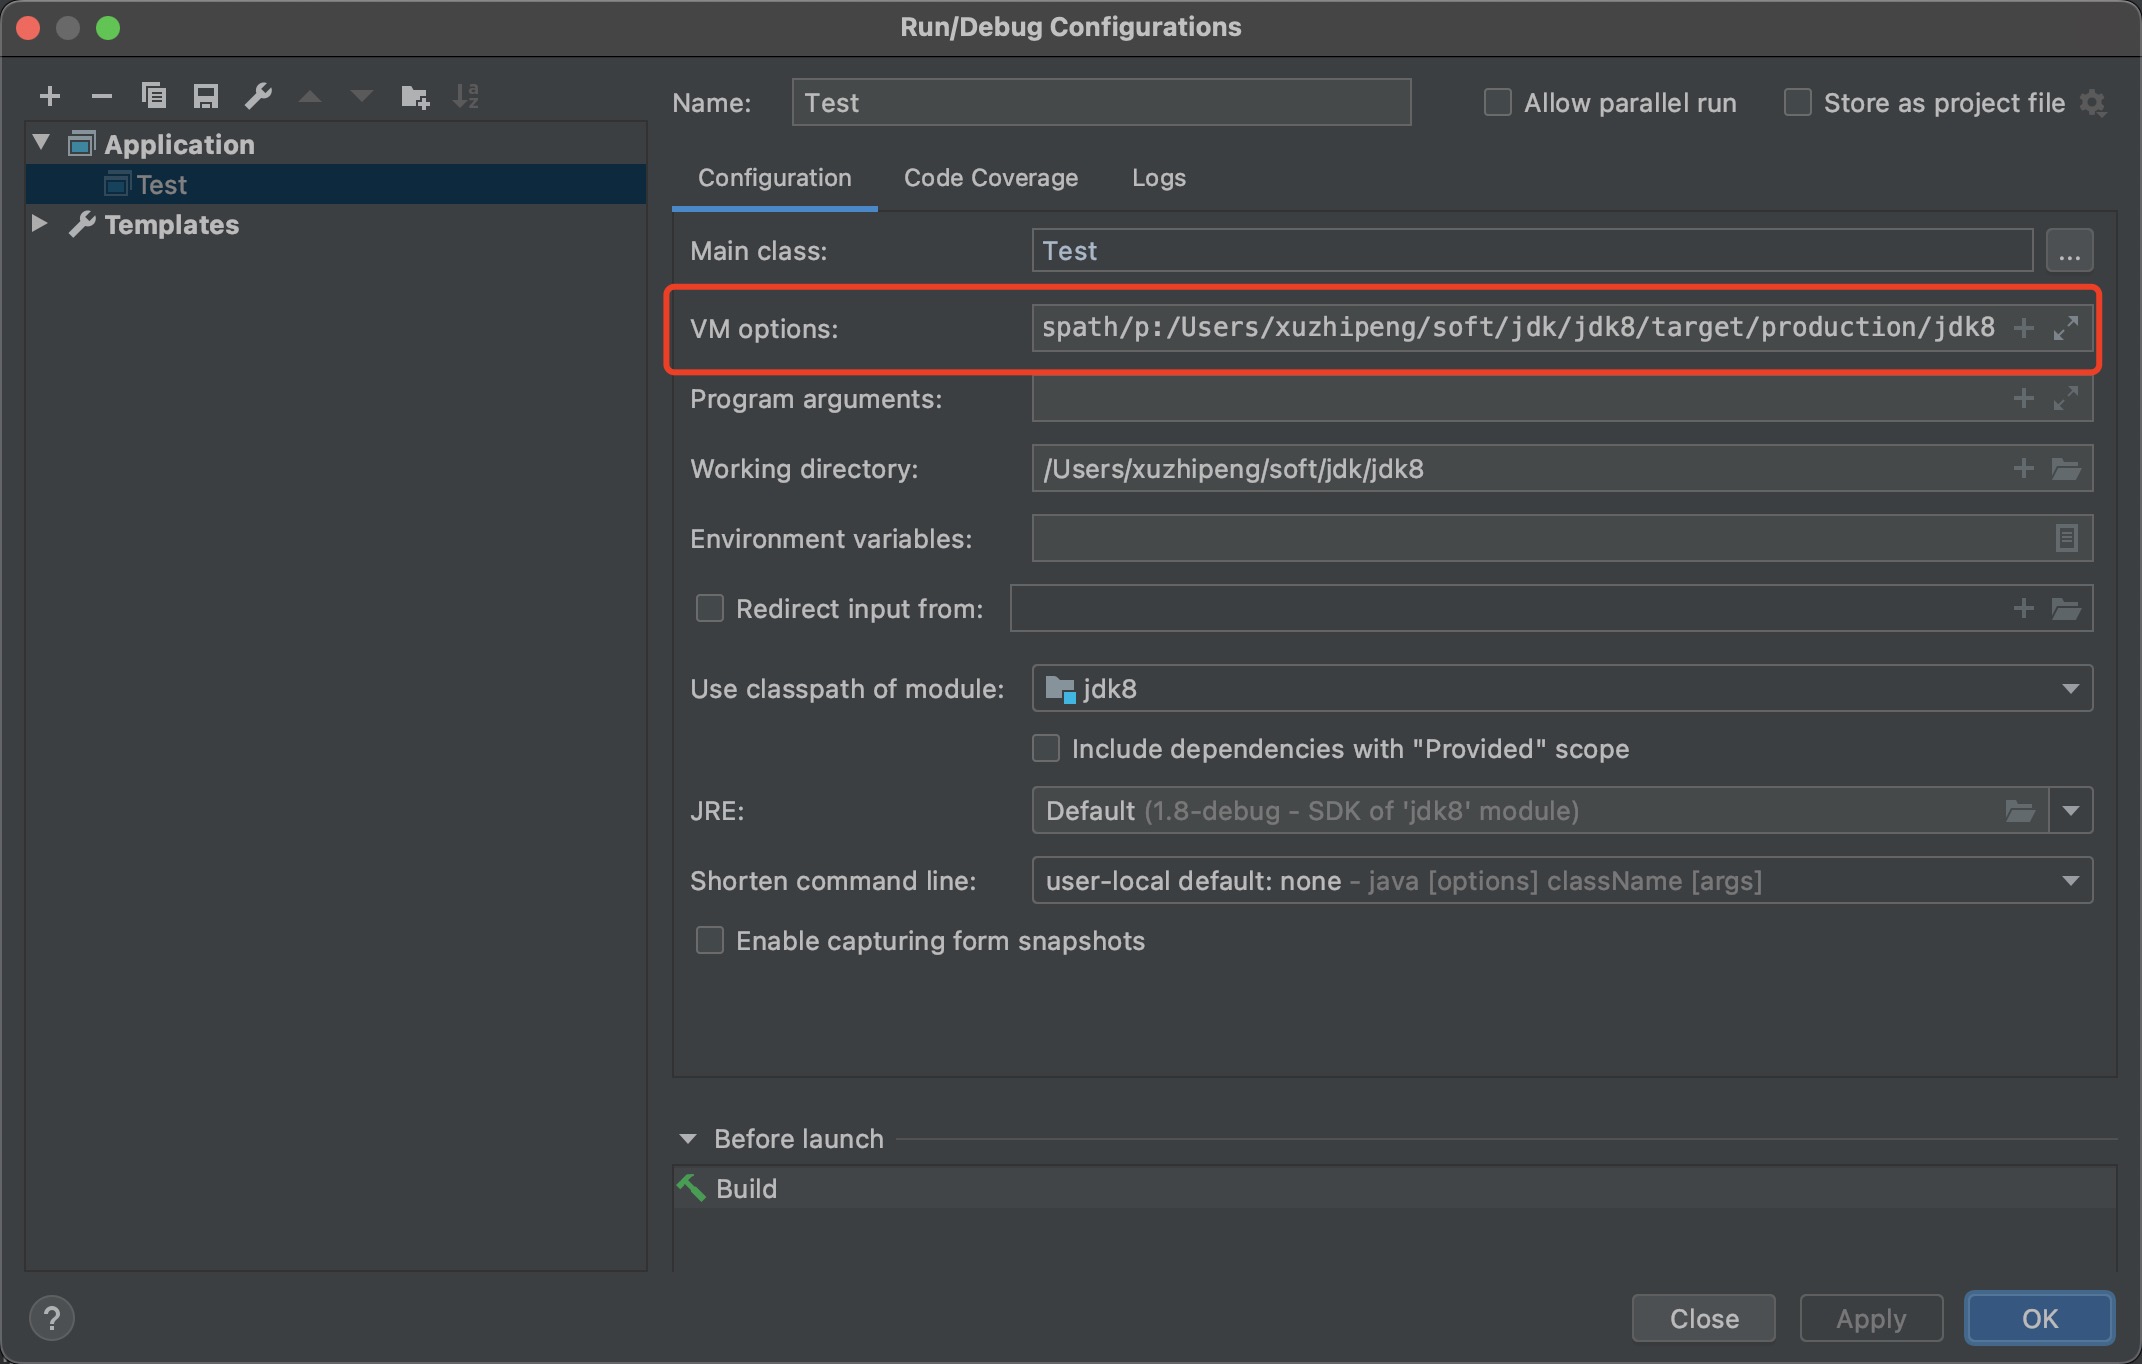 Run/Debug Configurations
Name: Test Allow parallel run Store as project file
Application
Test
Templates
Configuration Code Coverage Logs
Main class: Test ...
VM options: spath/p:/Users/xuzhipeng/soft/jdk/jdk8/target/production/jdk8
Program arguments:
Working directory: /Users/xuzhipeng/soft/jdk/jdk8
Environment variables:
Redirect input from:
Use classpath of module: jdk8
Include dependencies with "Provided" scope
JRE: Default (1.8-debug - SDK of 'jdk8' module)
Shorten command line: user-local default: none - java [options] className [args]
Enable capturing form snapshots
Before launch
Build
? Close Apply OK